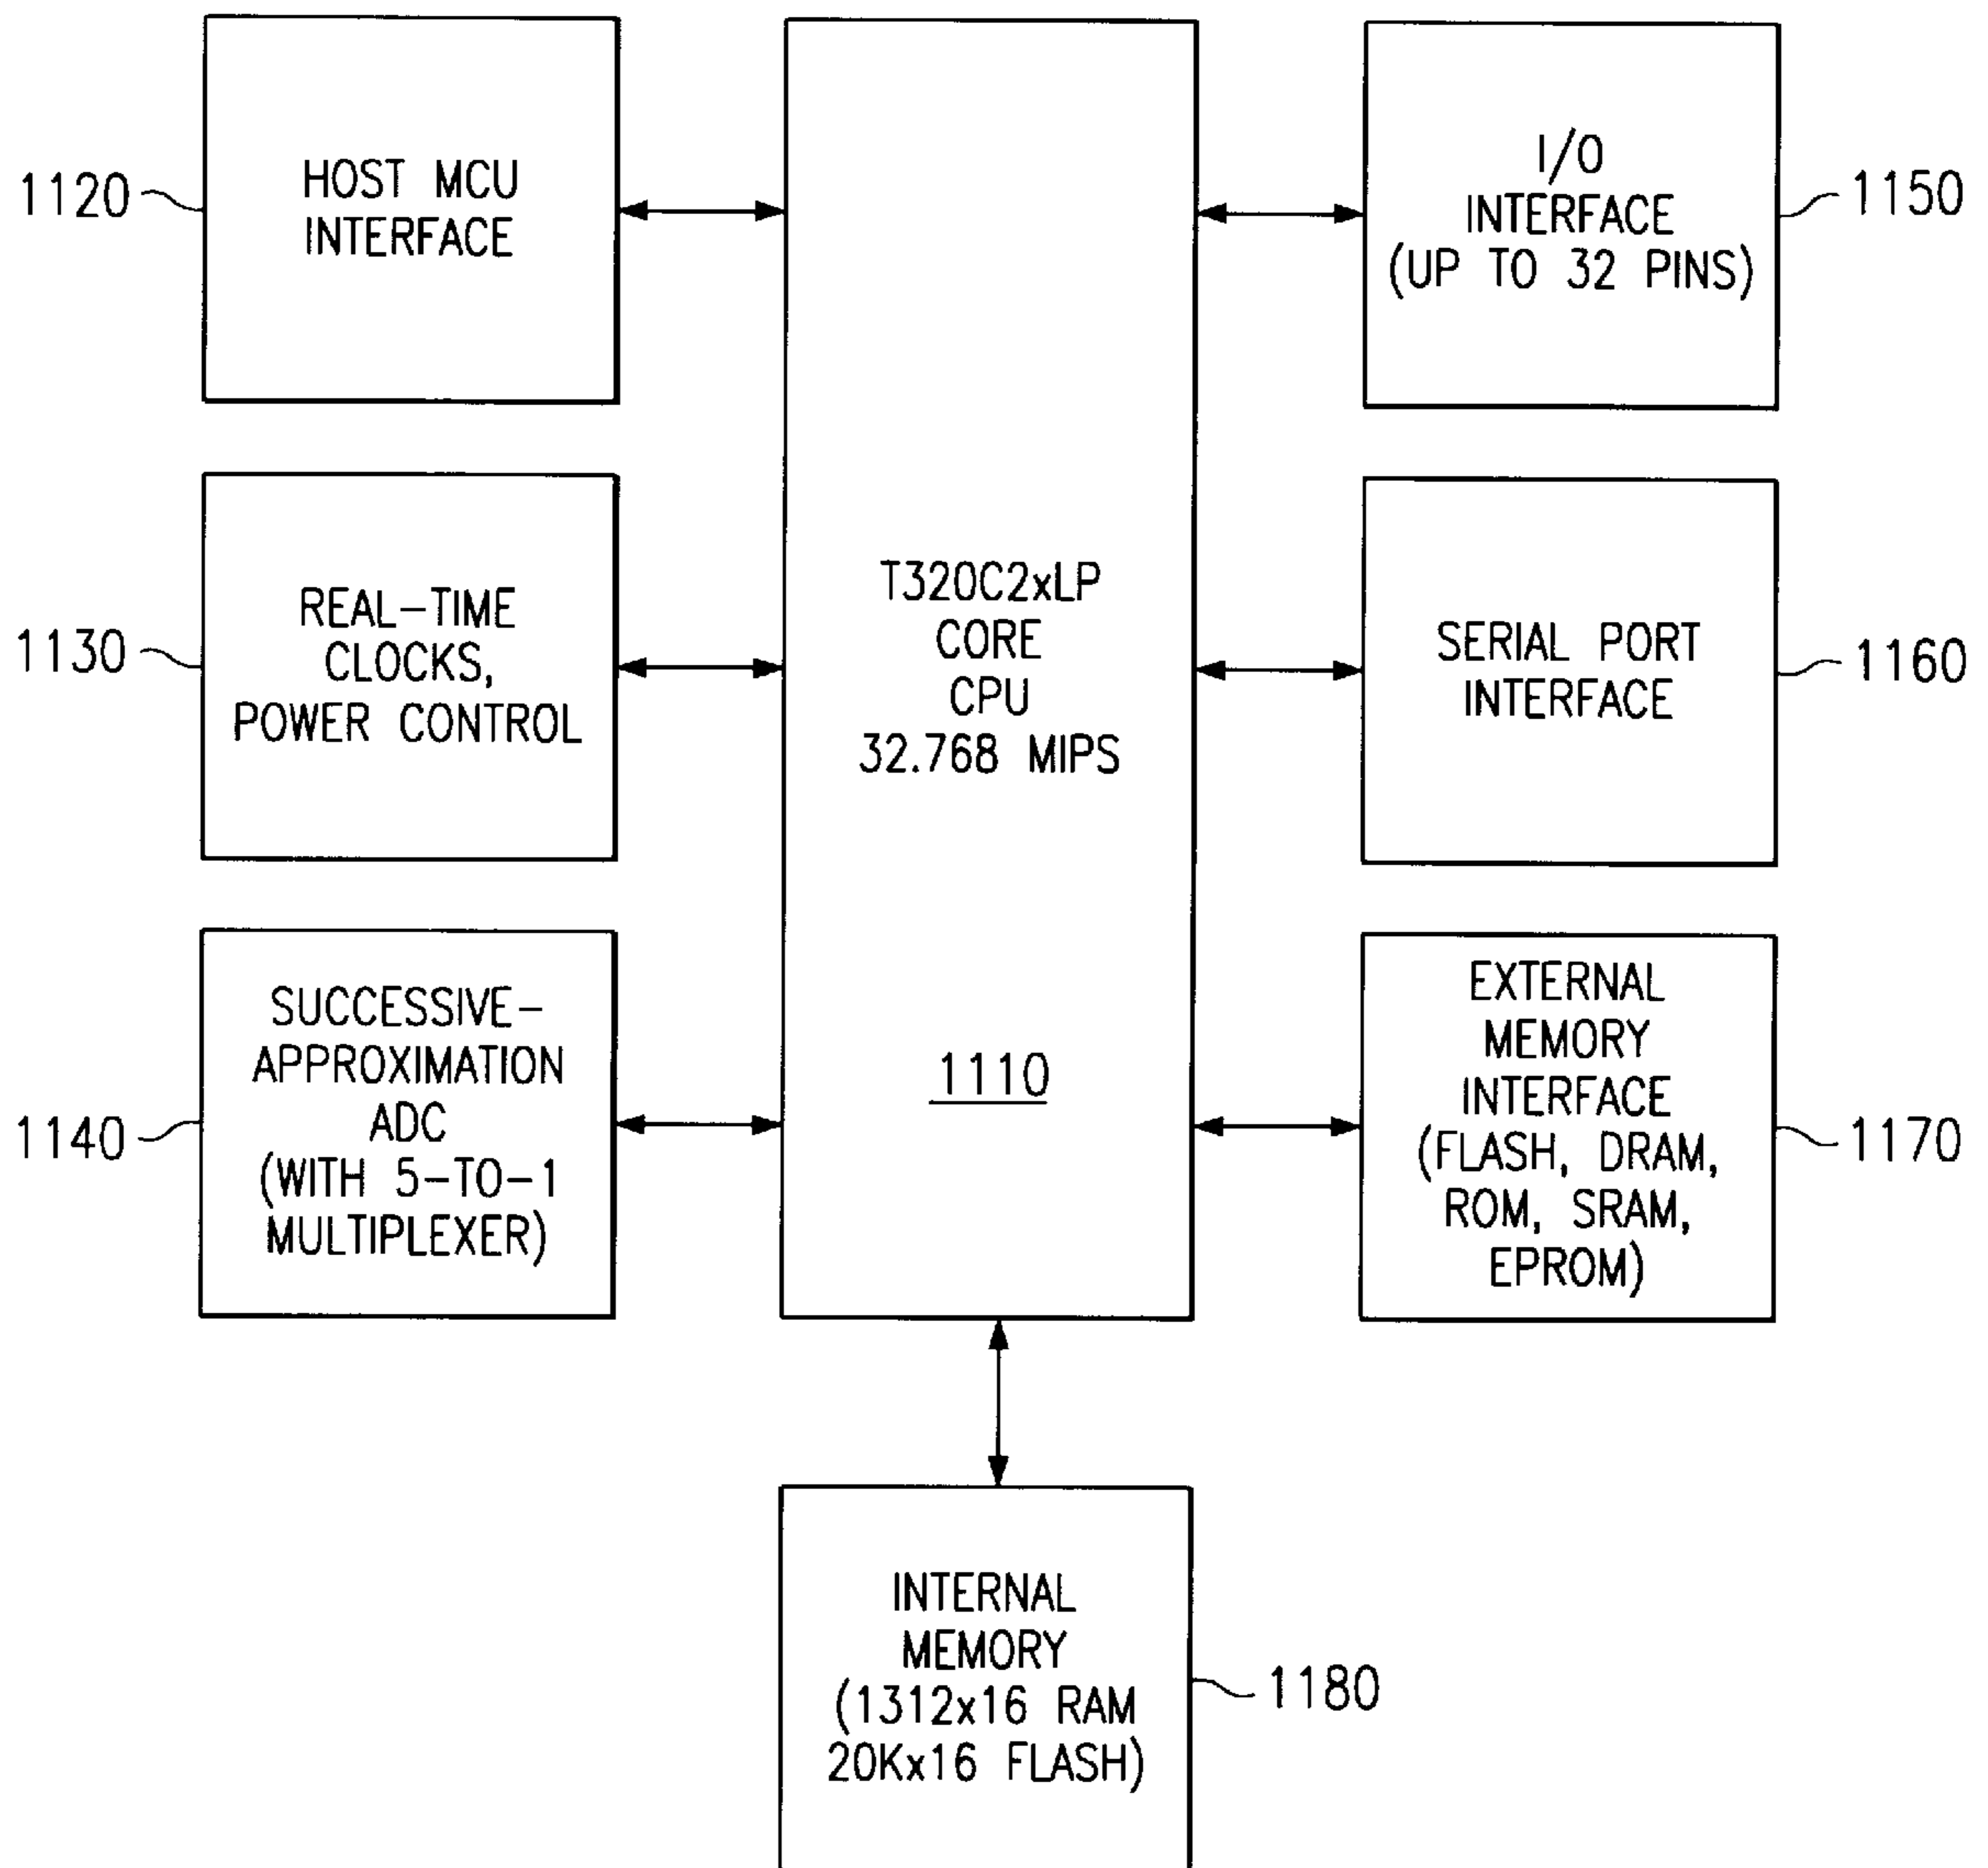 1120
HOST MCU
INTERFACE
1130
REAL-TIME
CLOCKS,
POWER CONTROL
1140
SUCCESSIVE-
APPROXIMATION
ADC
(WITH 5-TO-1
MULTIPLEXER)
T320C2xLP
CORE
CPU
32.768 MIPS
1110
I/O
INTERFACE
(UP TO 32 PINS)
1150
SERIAL PORT
INTERFACE
1160
EXTERNAL
MEMORY
INTERFACE
(FLASH, DRAM,
ROM, SRAM,
EPROM)
1170
INTERNAL
MEMORY
(1312x16 RAM
20Kx16 FLASH)
1180